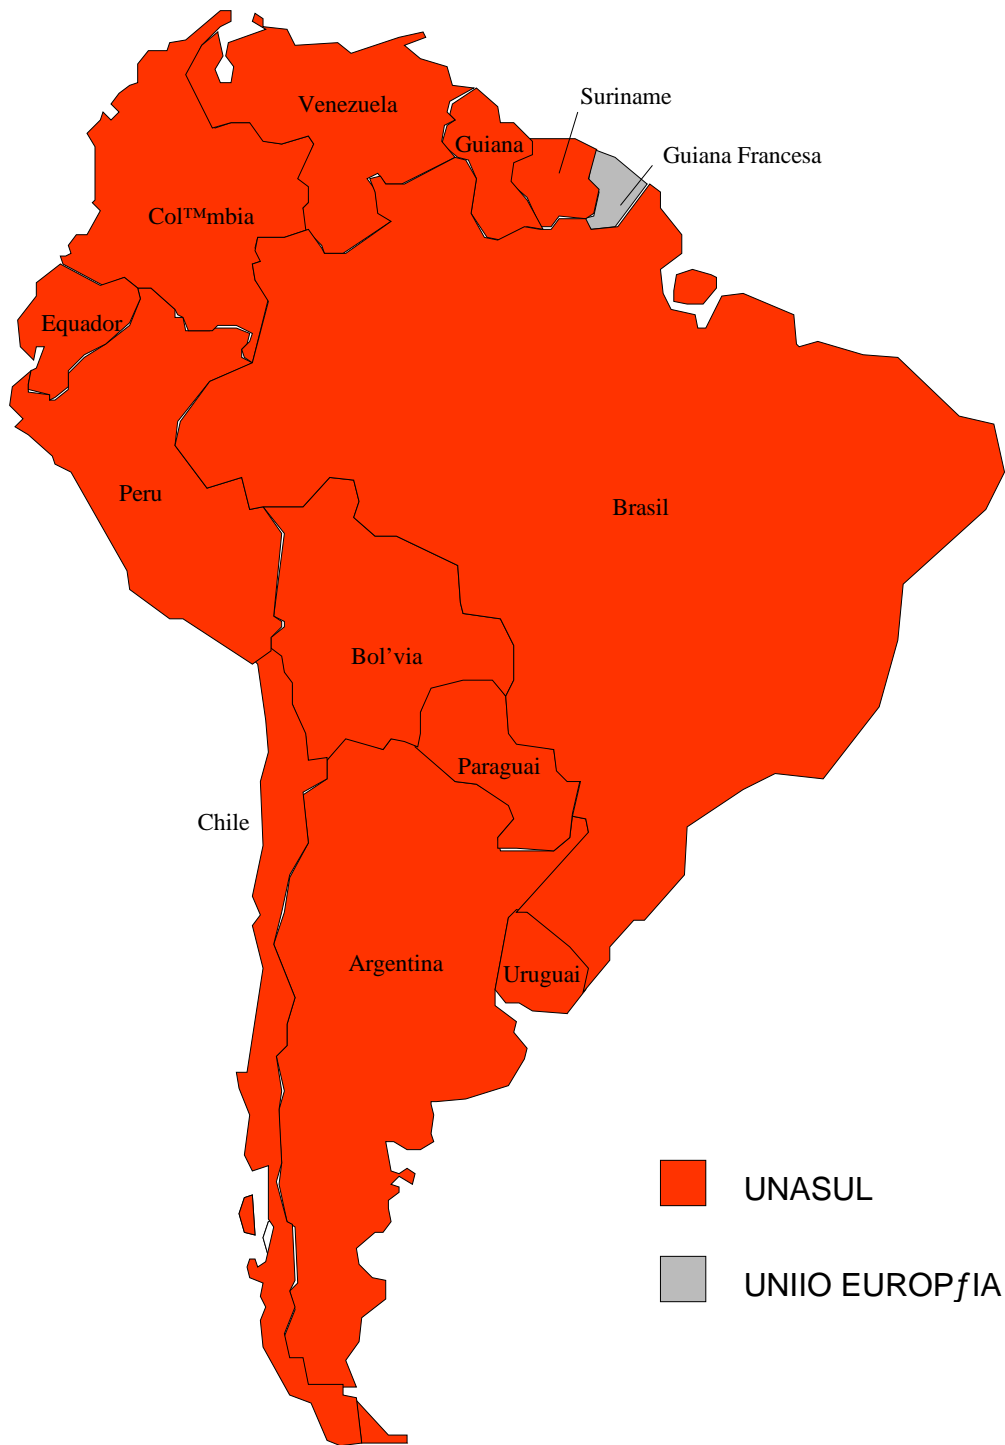 Venezuela
Suriname
Guiana
Guiana Francesa
Col™mbia
Equador
Peru
Brasil
Bol’via
Paraguai
Chile
Argentina
Uruguai
UNASUL
UNIIO EUROPƒIA